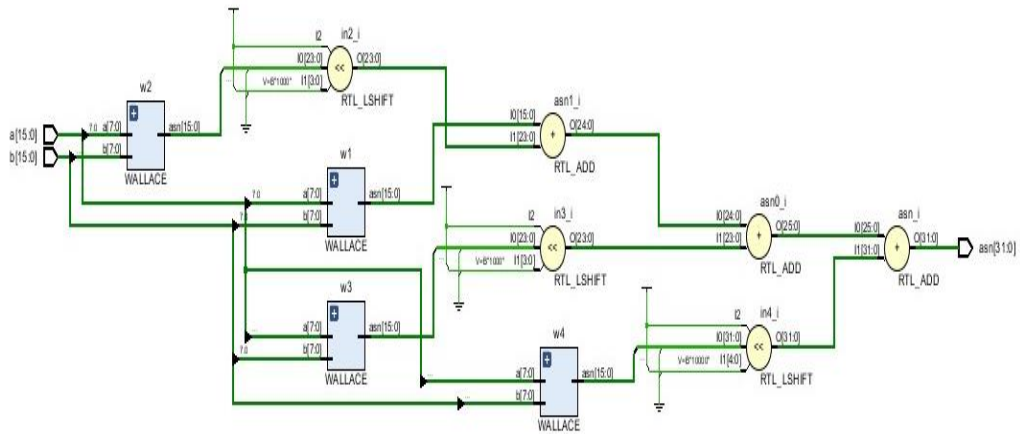 I2
in2_i
I0[23:0]
O[23:0]
V=B"1000"
I1[3:0]
<<
RTL_LSHIFT
w2
a[15:0]
7:0
a[7:0]
asn[15:0]
b[15:0]
b[7:0]
WALLACE
asn1_i
I0[15:0]
O[24:0]
I1[23:0]
+
RTL_ADD
w1
7:0
a[7:0]
asn[15:0]
b[7:0]
WALLACE
I2
in3_i
I0[23:0]
O[23:0]
V=B"1000"
I1[3:0]
<<
RTL_LSHIFT
asn0_i
I0[24:0]
O[25:0]
I1[23:0]
+
RTL_ADD
asn_i
I0[25:0]
O[31:0]
I1[31:0]
+
RTL_ADD
asn[31:0]
w3
...
a[7:0]
asn[15:0]
7:0
b[7:0]
WALLACE
in4_i
I2
I0[31:0]
O[31:0]
V=B"10000"
I1[4:0]
<<
RTL_LSHIFT
w4
...
a[7:0]
asn[15:0]
...
b[7:0]
WALLACE